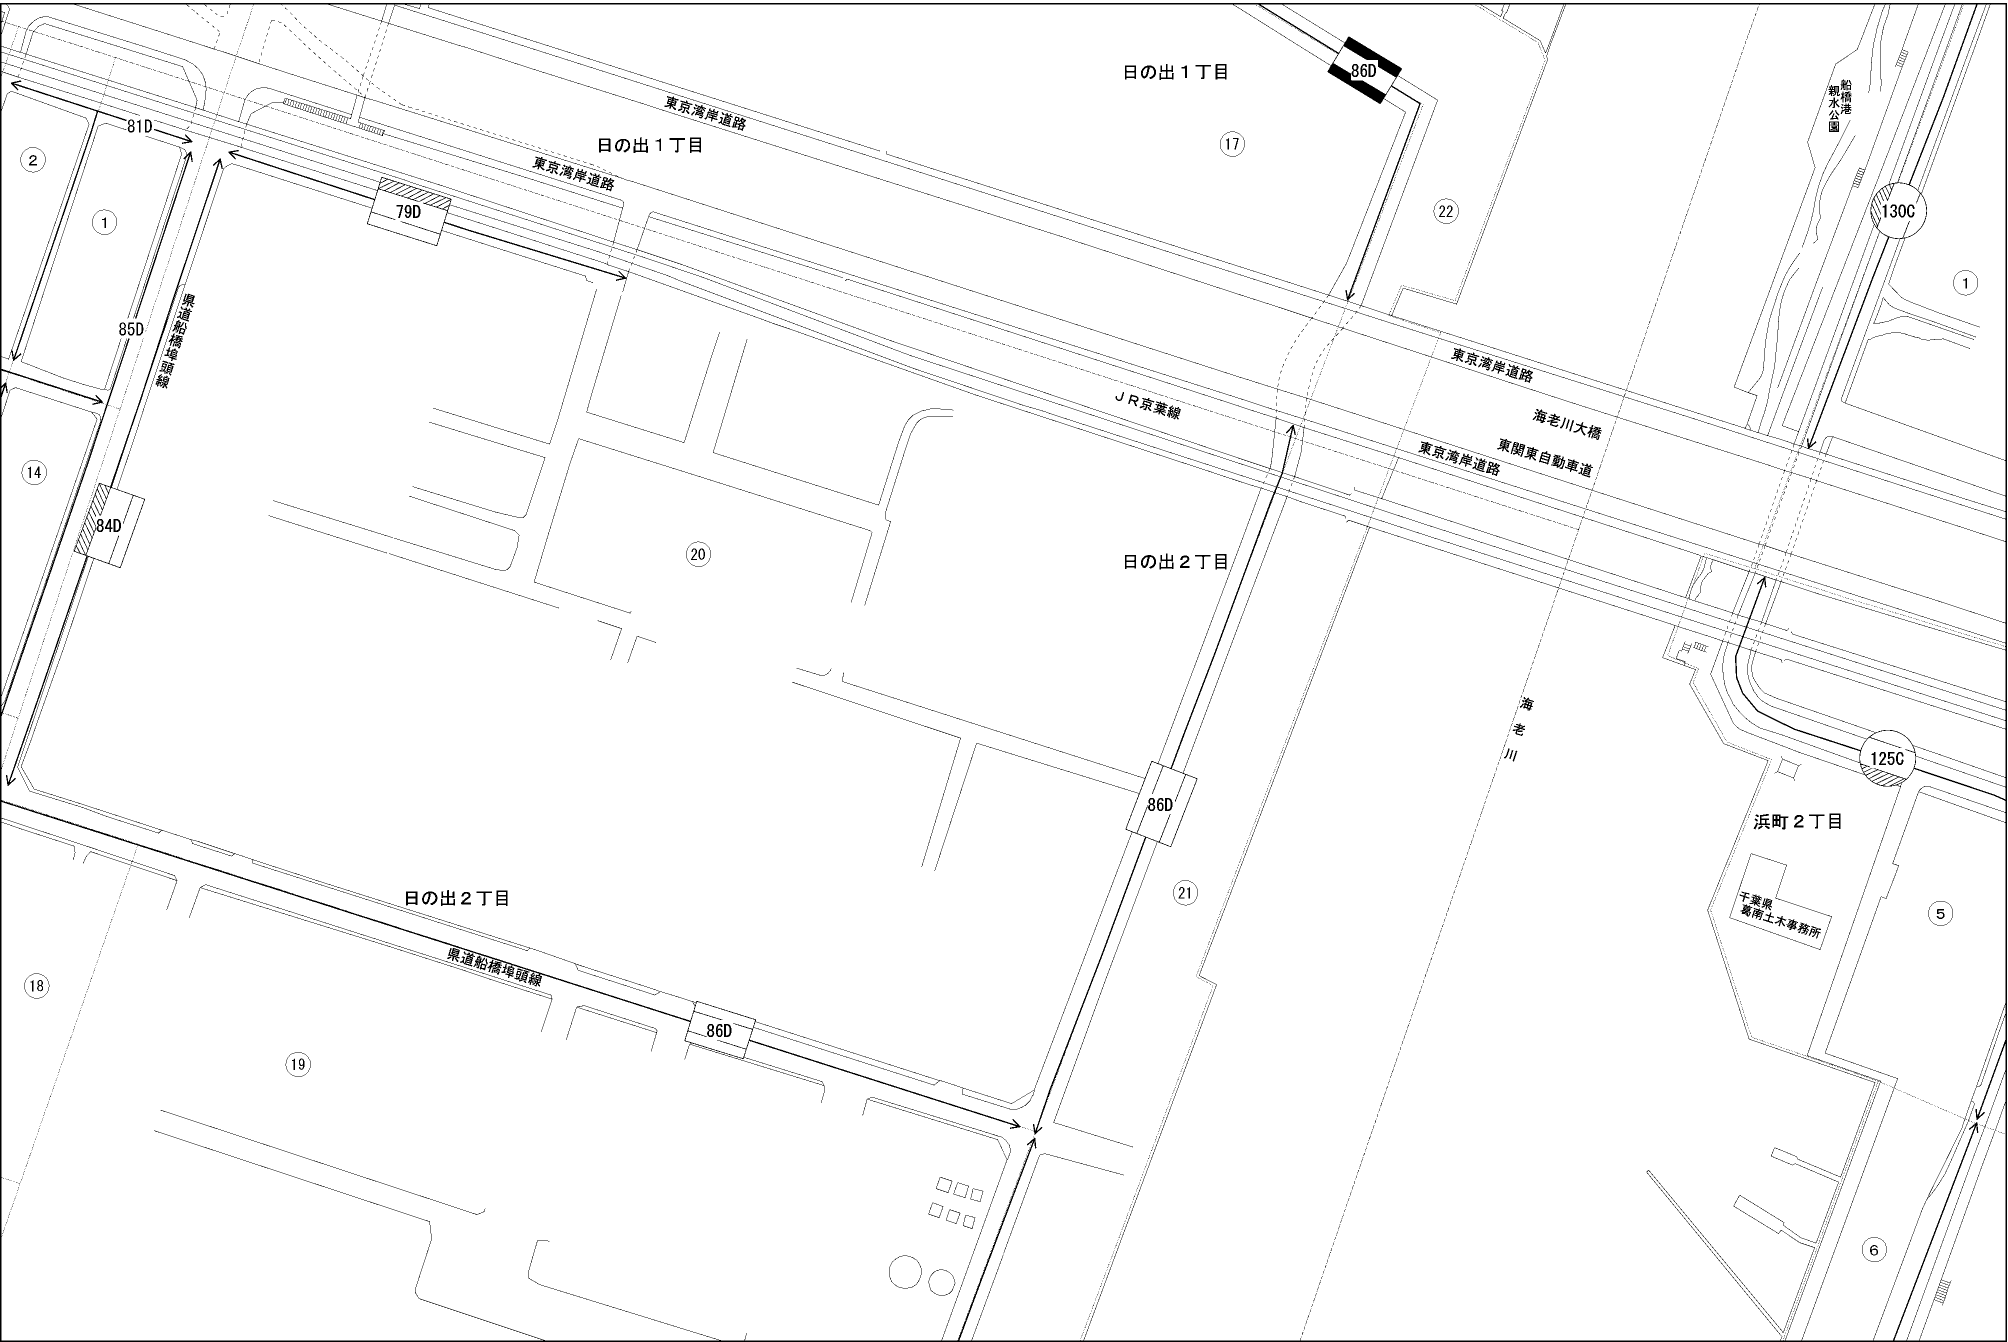 日の出１丁目
86D
東京湾岸道路
船橋港
親水公園
81D
日の出１丁目
17
2
東京湾岸道路
79D
1
22
130C
1
85D
県道船橋埠頭線
東京湾岸道路
ＪＲ京葉線
海老川大橋
東関東自動車道
東京湾岸道路
14
84D
20
日の出２丁目
海老川
125C
86D
浜町２丁目
日の出２丁目
21
千葉県
葛南土木事務所
5
県道船橋埠頭線
18
86D
19
6